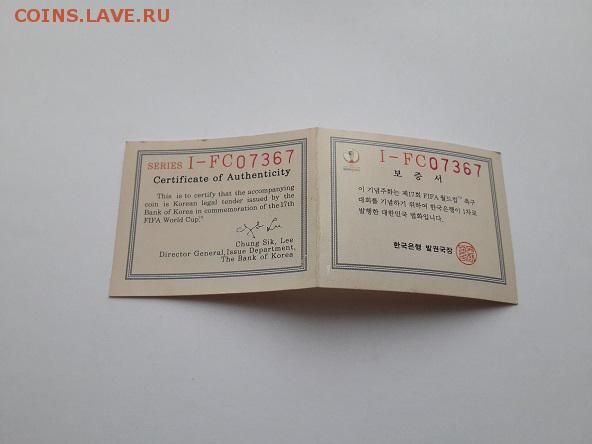 COINS.LAVE.RU
SERIES I-FC07367
Certificate of Authenticity
This is to certify that the accompanying
coin is Korean legal tender issued by the
Bank of Korea in commemoration of the 17th
FIFA World Cup™
Chung Sik, Lee
Director General, Issue Department,
The Bank of Korea
I-FC07367
보증서
이 기념주화는 제17회 FIFA 월드컵™ 축구
대회를 기념하기 위하여 한국은행이 1차로
발행한 대한민국 법화입니다.
한국은행 발권국장